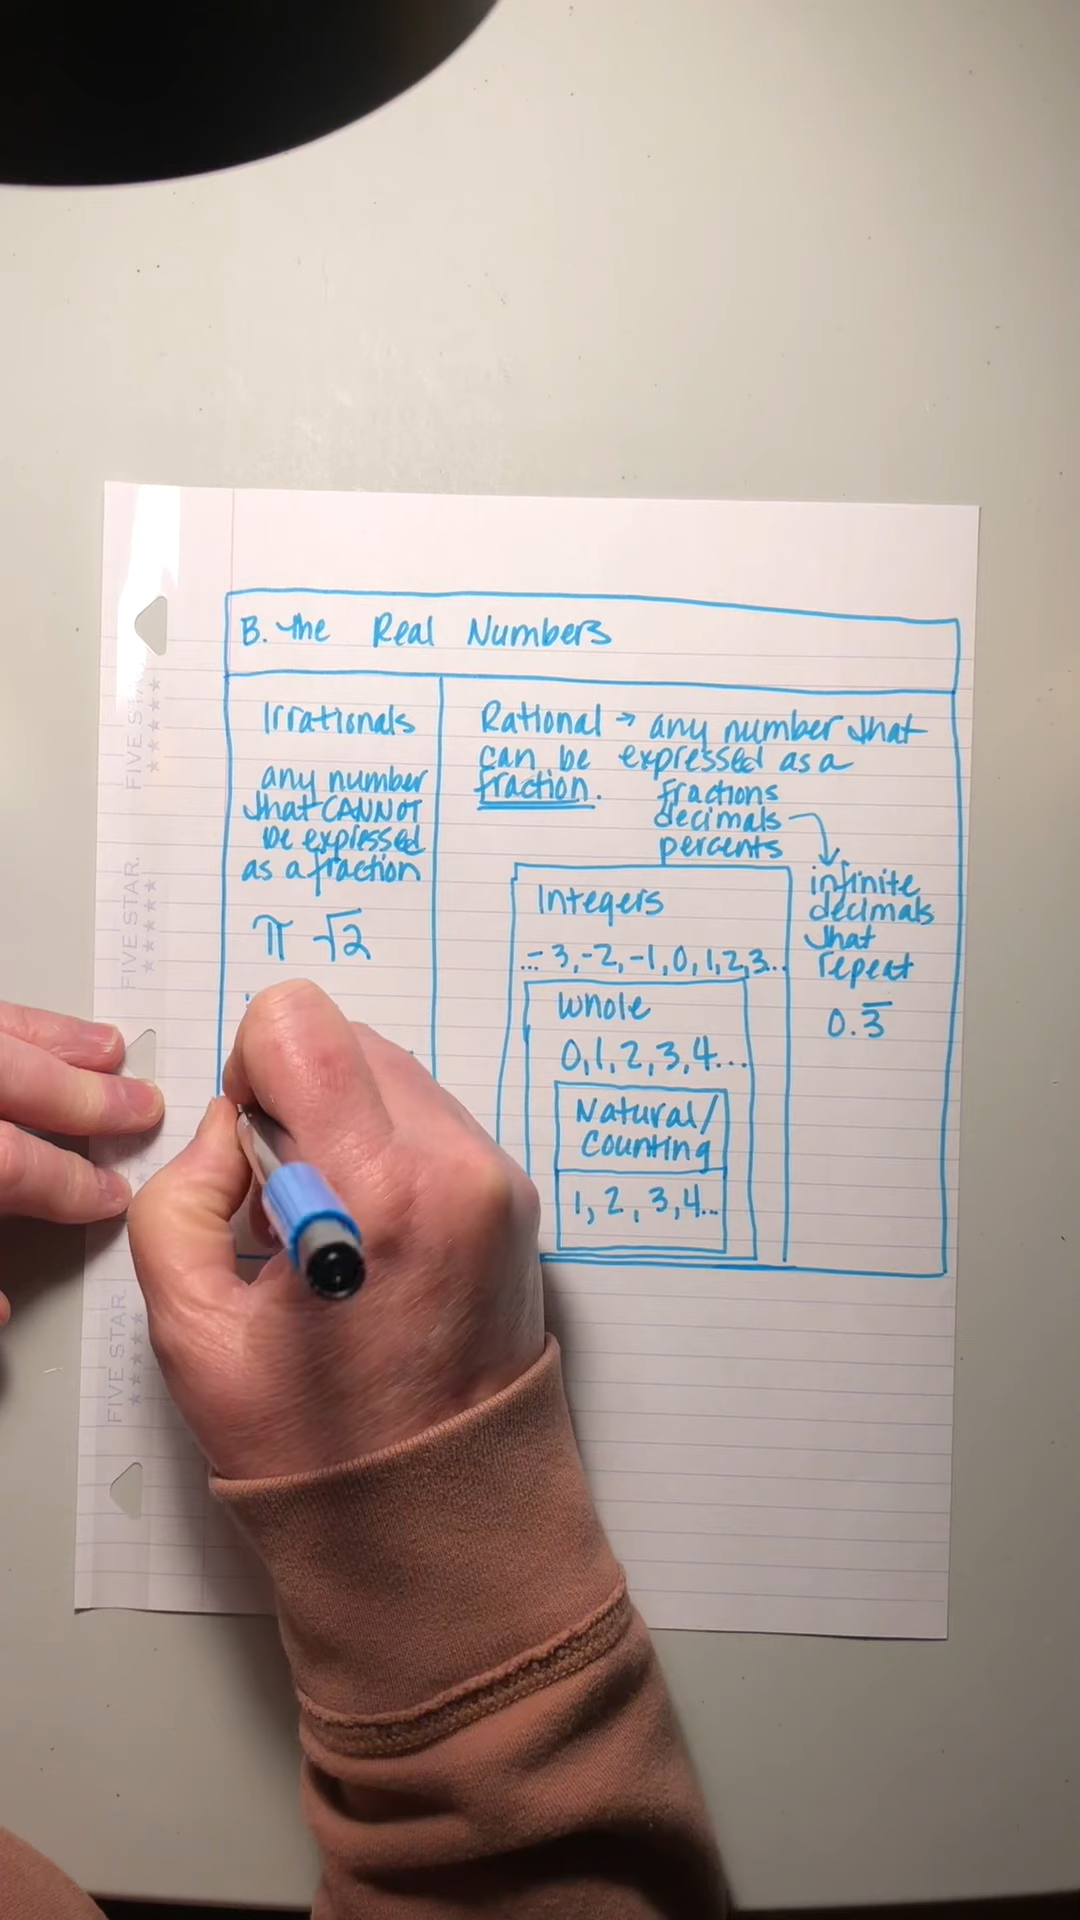 B. The Real Numbers
Irrationals
any number
that CANNOT
be expressed
as a fraction
π √2
Rational → any number that
can be expressed as a
fraction.
fractions
decimals
percents
infinite
decimals
that
repeat
0.3̅
Integers
...-3, -2, -1, 0, 1, 2, 3...
Whole
0, 1, 2, 3, 4...
Natural/
Counting
1, 2, 3, 4...
FIVE STAR.
FIVE STAR.
FIVE STAR.